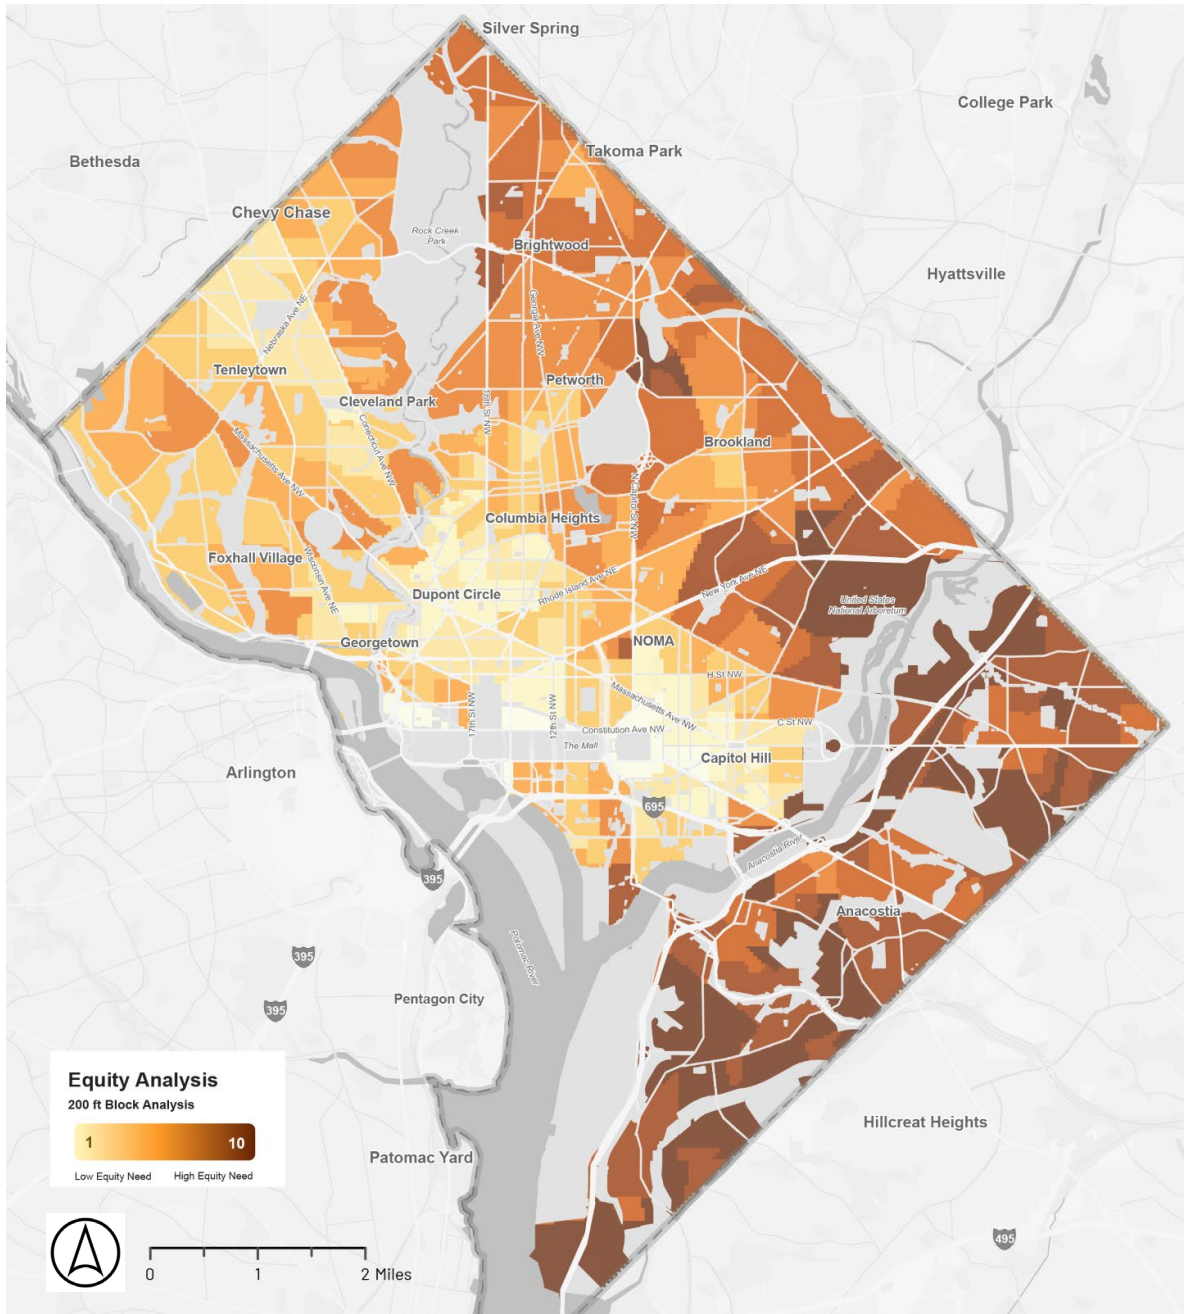 Silver Spring
College Park
Takoma Park
Bethesda
Chevy Chase
Rock Creek
Park
Brightwood
Hyattsville
Nebraska Ave NE
Georgia Ave NW
Tenleytown
Petworth
Cleveland Park
16th St NW
Conecticut Ave NW
Brookland
Massachusetts Ave NW
N Capitol St NW
Columbia Heights
Foxhall Village
Wisconsin Ave NE
Dupont Circle
Rhode Island Ave NE
New York Ave NE
United States
National Arboretum
Georgetown
NOMA
H St NW
Massachusetts Ave NW
17th St NW
12th St NW
C St NW
Constitution Ave NW
The Mall
Capitol Hill
Arlington
695
Anacostia River
395
Anacostia
Potomac River
395
Pentagon City
395
Equity Analysis
200 ft Block Analysis
1
10
Low Equity Need
High Equity Need
Hillcreat Heights
Patomac Yard
495
0
1
2 Miles